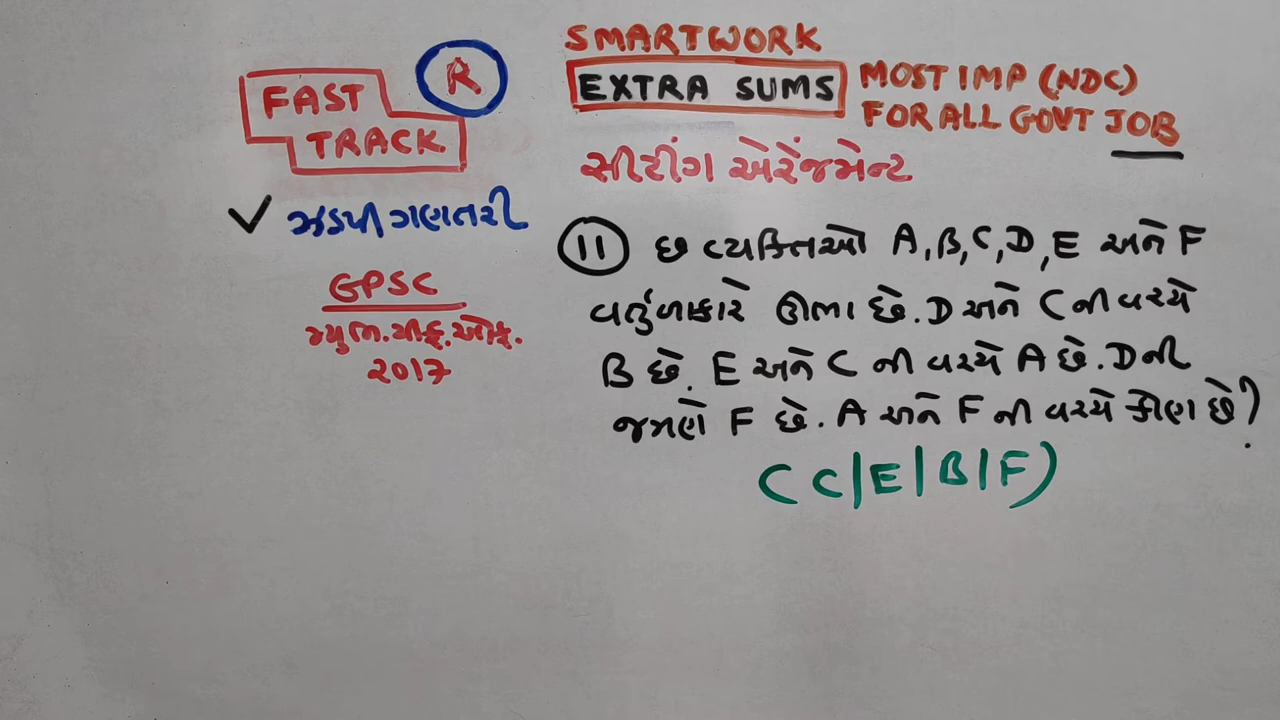 FAST
TRACK
R
✓ ઝડપી ગણતરી
GPSC
મ્યુનિ.ચીફ.ઓફ.
2017
SMARTWORK
EXTRA SUMS
MOST IMP (NDC)
FOR ALL GOVT JOB
સીટીંગ એરેંજમેન્ટ
11 છ વ્યક્તિઓ A, B, C, D, E અને F
વર્તુળાકારે ઊભા છે. D અને C ની વચ્ચે
B છે. E અને C ની વચ્ચે A છે. D ની
જમણે F છે. A અને F ની વચ્ચે કોણ છે?
(C|E|B|F)